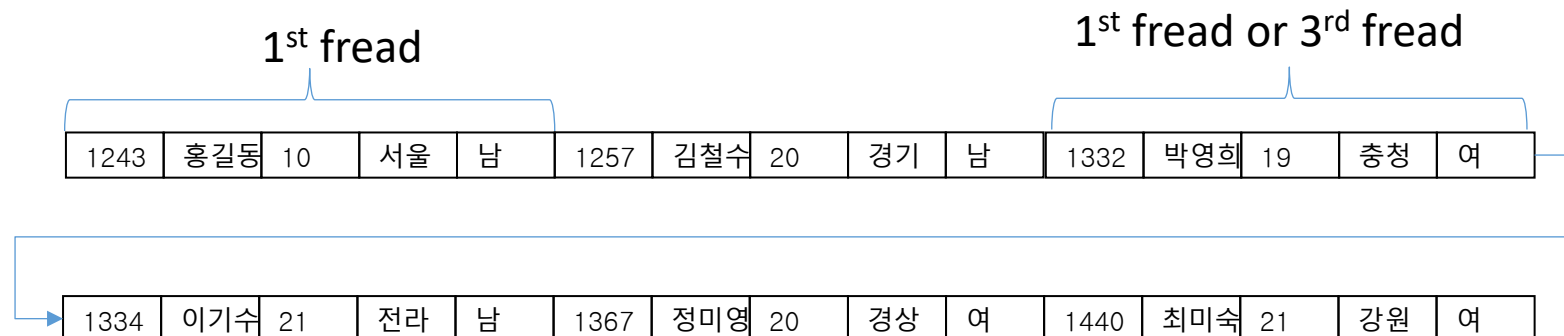 1st fread
1st fread or 3rd fread
1243 홍길동 10 서울 남 1257 김철수 20 경기 남 1332 박영희 19 충청 여
1334 이기수 21 전라 남 1367 정미영 20 경상 여 1440 최미숙 21 강원 여